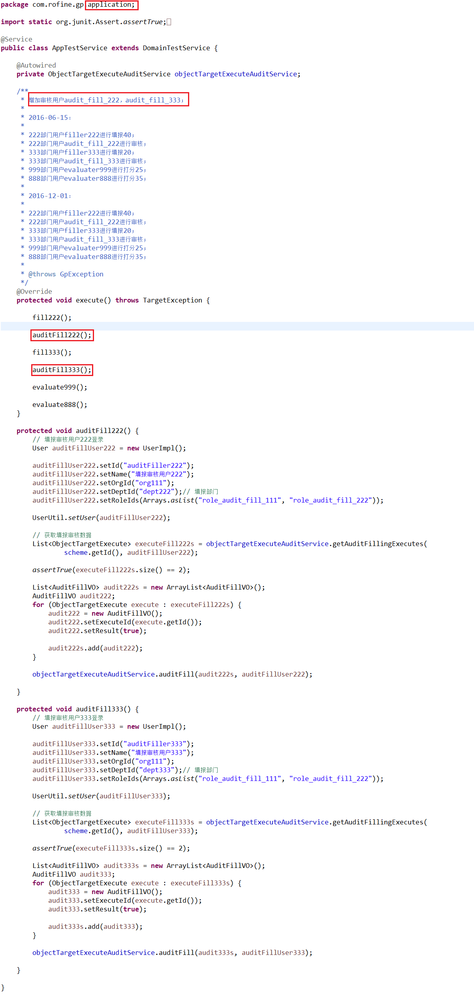 package com.rofine.gp.application;
import static org.junit.Assert.assertTrue;
@Service
public class AppTestService extends DomainTestService {
@Autowired
private ObjectTargetExecuteAuditService objectTargetExecuteAuditService;
/**
* 增加审核用户audit_fill_222，audit_fill_333；
*
* 2016-06-15：
*
* 222部门用户filler222进行填报40；
* 222部门用户audit_fill_222进行审核；
* 333部门用户filler333进行填报20；
* 333部门用户audit_fill_333进行审核；
* 999部门用户evaluater999进行打分25；
* 888部门用户evaluater888进行打分35；
*
* 2016-12-01：
*
* 222部门用户filler222进行填报40；
* 222部门用户audit_fill_222进行审核；
* 333部门用户filler333进行填报20；
* 333部门用户audit_fill_333进行审核；
* 999部门用户evaluater999进行打分25；
* 888部门用户evaluater888进行打分35；
*
* @throws GpException
*/
@Override
protected void execute() throws TargetException {
fill222();
auditFill222();
fill333();
auditFill333();
evaluate999();
evaluate888();
}
protected void auditFill222() {
// 填报审核用户222登录
User auditFillUser222 = new UserImpl();
auditFillUser222.setId("auditFiller222");
auditFillUser222.setName("填报审核用户222");
auditFillUser222.setOrgId("org111");
auditFillUser222.setDeptId("dept222");// 填报部门
auditFillUser222.setRoleIds(Arrays.asList("role_audit_fill_111", "role_audit_fill_222"));
UserUtil.setUser(auditFillUser222);
// 获取填报审核数据
List<ObjectTargetExecute> executeFill222s = objectTargetExecuteAuditService.getAuditFillingExecutes(
scheme.getId(), auditFillUser222);
assertTrue(executeFill222s.size() == 2);
List<AuditFillVO> audit222s = new ArrayList<AuditFillVO>();
AuditFillVO audit222;
for (ObjectTargetExecute execute : executeFill222s) {
audit222 = new AuditFillVO();
audit222.setExecuteId(execute.getId());
audit222.setResult(true);
audit222s.add(audit222);
}
objectTargetExecuteAuditService.auditFill(audit222s, auditFillUser222);
}
protected void auditFill333() {
// 填报审核用户333登录
User auditFillUser333 = new UserImpl();
auditFillUser333.setId("auditFiller333");
auditFillUser333.setName("填报审核用户333");
auditFillUser333.setOrgId("org111");
auditFillUser333.setDeptId("dept333");// 填报部门
auditFillUser333.setRoleIds(Arrays.asList("role_audit_fill_111", "role_audit_fill_222"));
UserUtil.setUser(auditFillUser333);
// 获取填报审核数据
List<ObjectTargetExecute> executeFill333s = objectTargetExecuteAuditService.getAuditFillingExecutes(
scheme.getId(), auditFillUser333);
assertTrue(executeFill333s.size() == 2);
List<AuditFillVO> audit333s = new ArrayList<AuditFillVO>();
AuditFillVO audit333;
for (ObjectTargetExecute execute : executeFill333s) {
audit333 = new AuditFillVO();
audit333.setExecuteId(execute.getId());
audit333.setResult(true);
audit333s.add(audit333);
}
objectTargetExecuteAuditService.auditFill(audit333s, auditFillUser333);
}
}